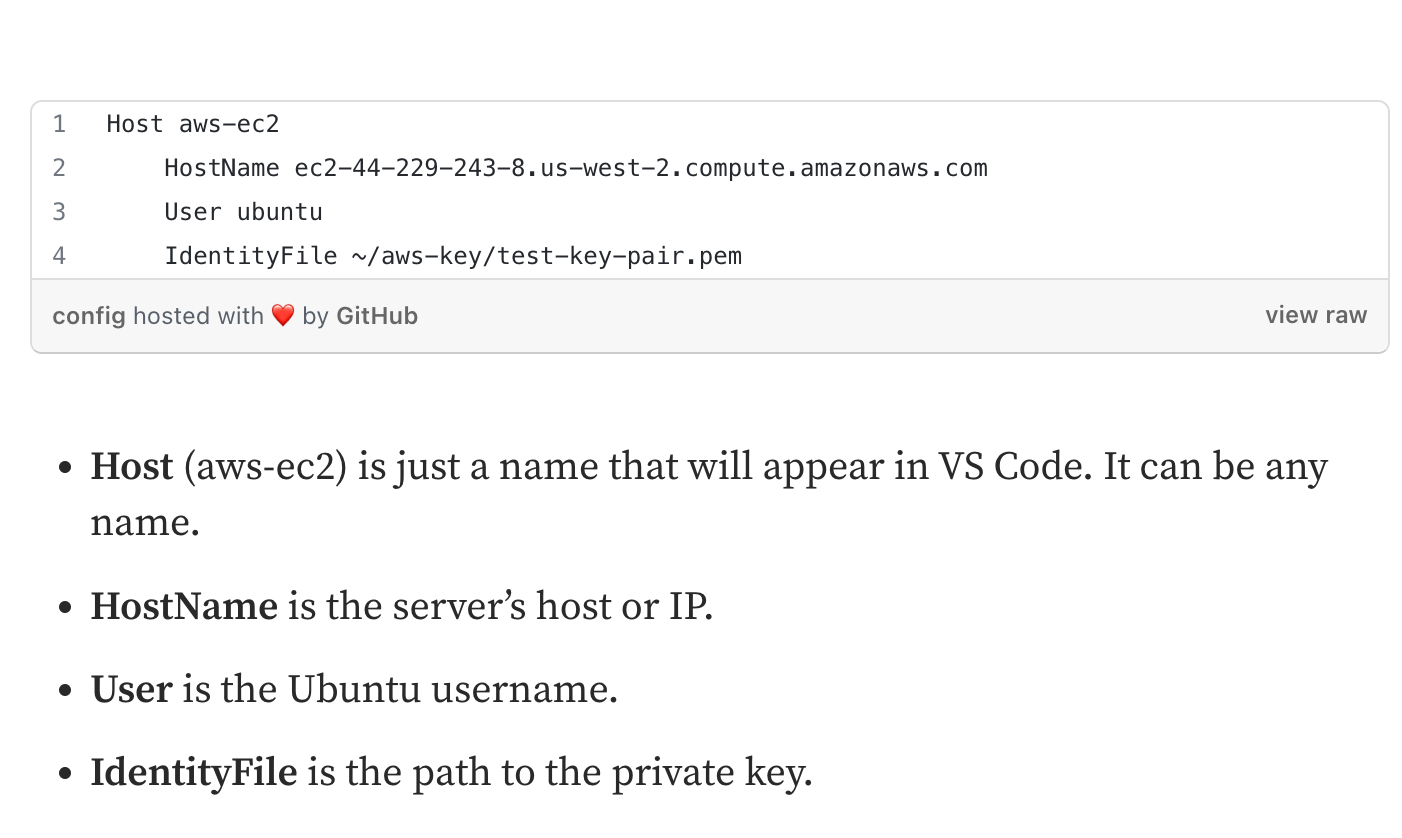 1 Host aws-ec2
2 HostName ec2-44-229-243-8.us-west-2.compute.amazonaws.com
3 User ubuntu
4 IdentityFile ~/aws-key/test-key-pair.pem
config hosted with ❤️ by GitHub view raw
• Host (aws-ec2) is just a name that will appear in VS Code. It can be any
name.
• HostName is the server’s host or IP.
• User is the Ubuntu username.
• IdentityFile is the path to the private key.